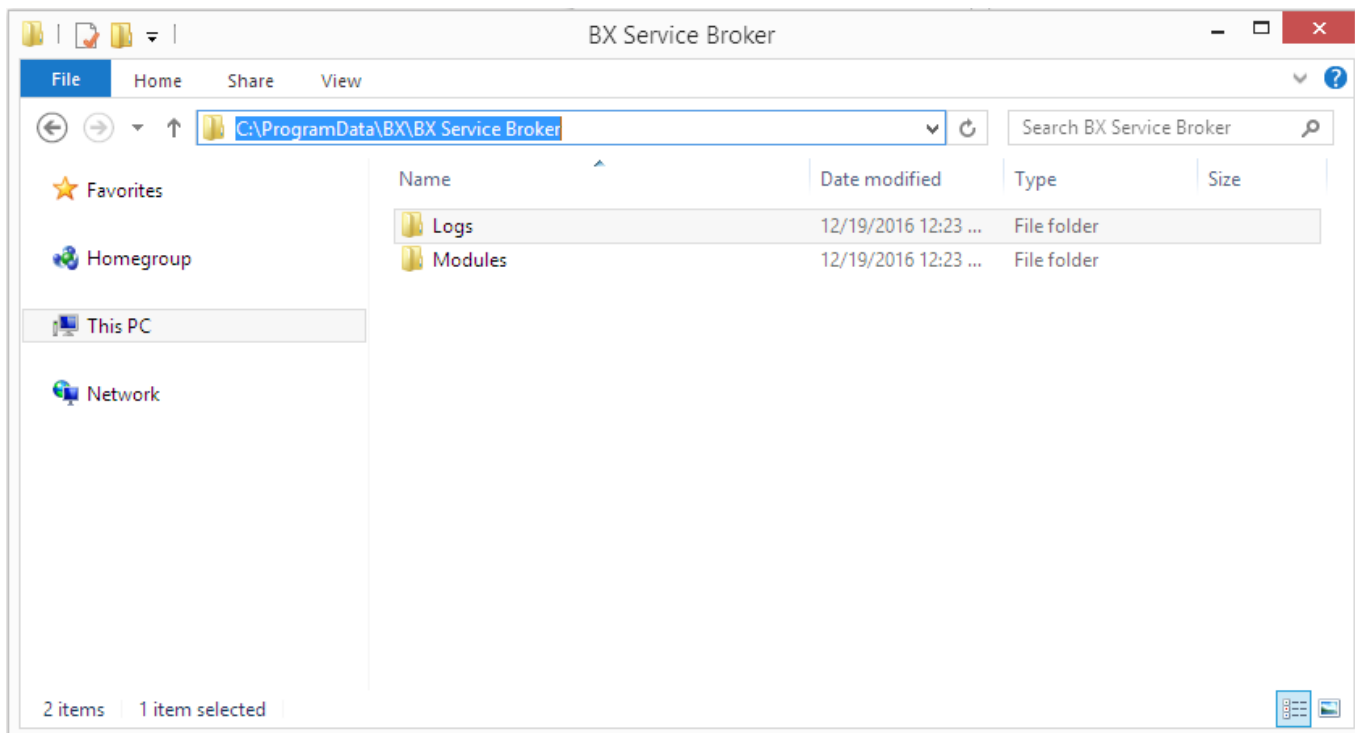 BX Service Broker
File Home Share View
C:\ProgramData\BX\BX Service Broker Search BX Service Broker
Name Date modified Type Size
Favorites
Logs 12/19/2016 12:23 ... File folder
Homegroup
Modules 12/19/2016 12:23 ... File folder
This PC
Network
2 items 1 item selected